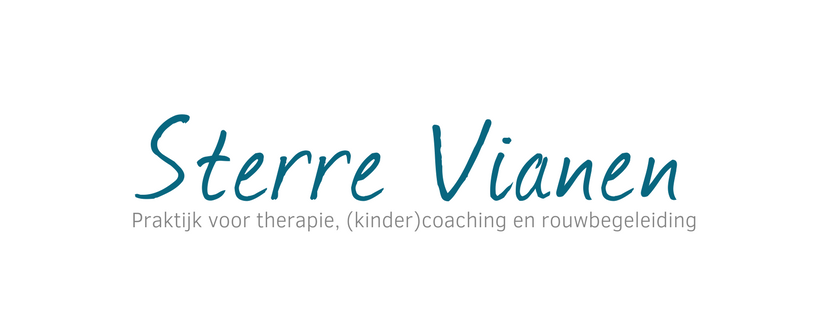 Sterre Vianen
Praktijk voor therapie, (kinder)coaching en rouwbegeleiding